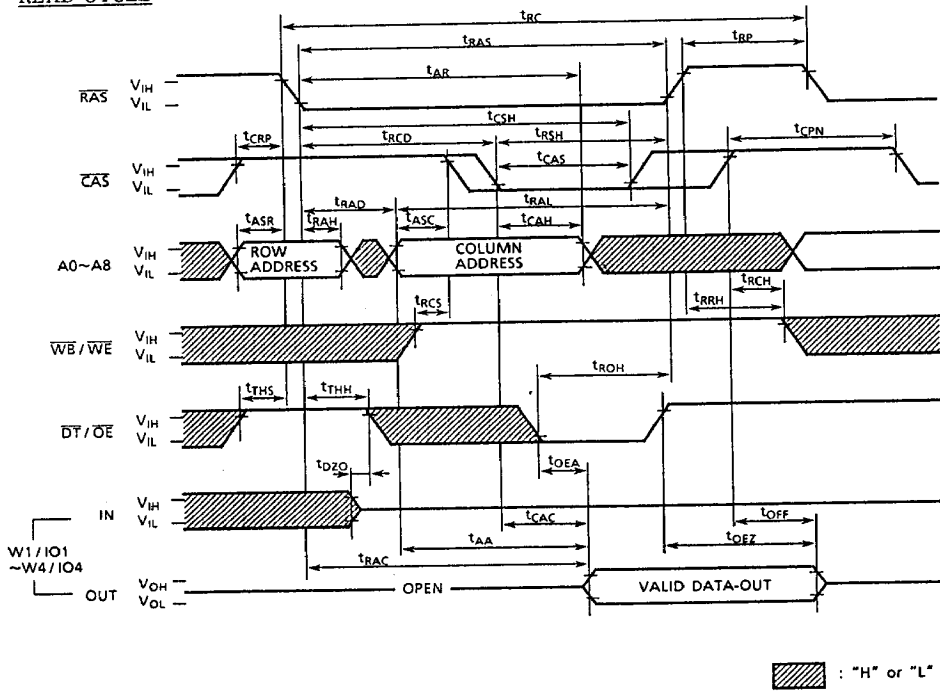 READ CYCLE
tRC
tRAS
tRP
tAR
RAS
VIH
VIL
tCSH
tCRP
tRCD
tRSH
tCPN
tCAS
CAS
VIH
VIL
tRAD
tRAL
tASR
tRAH
tASC
tCAH
A0~A8
VIH
VIL
ROW
ADDRESS
COLUMN
ADDRESS
tRCH
tRCS
tRRH
WB/WE
VIH
VIL
tROH
tTHS
tTHH
DT/OE
VIH
VIL
tDZO
tOEA
IN
VIH
VIL
tCAC
tOFF
tAA
tOEZ
W1/IO1
~W4/IO4
tRAC
OUT
VOH
VOL
OPEN
VALID DATA-OUT
: "H" or "L"